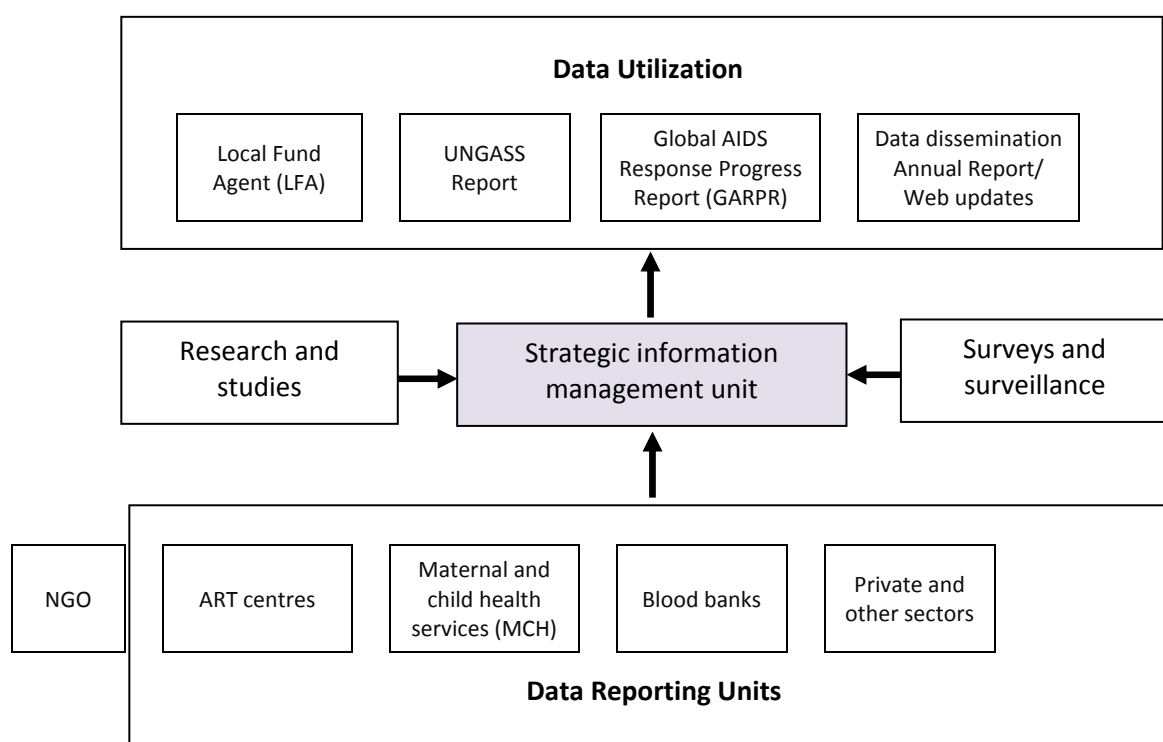 Data Utilization
Local Fund
Agent (LFA)
UNGASS
Report
Global AIDS
Response Progress
Report (GARPR)
Data dissemination
Annual Report/
Web updates
Research and
studies
Strategic information
management unit
Surveys and
surveillance
NGO
ART centres
Maternal and
child health
services (MCH)
Blood banks
Private and
other sectors
Data Reporting Units